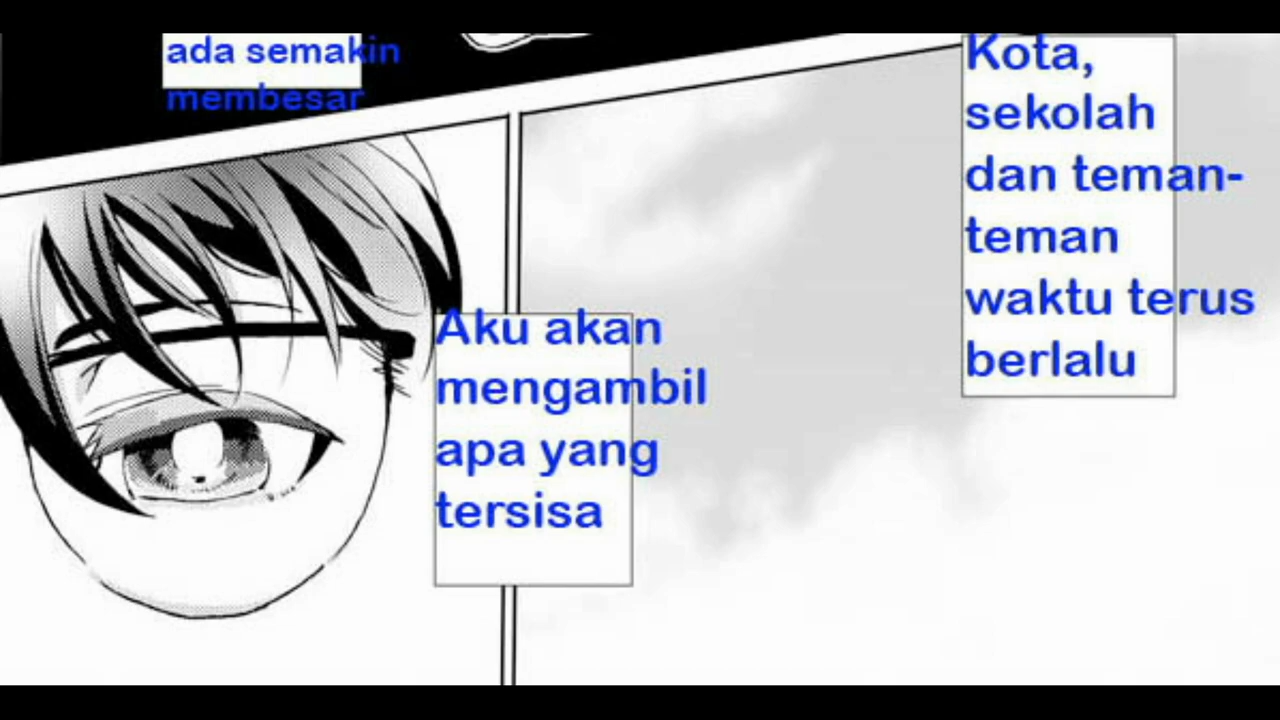 ada semakin
membesar
Kota,
sekolah
dan teman-
teman
waktu terus
berlalu
Aku akan
mengambil
apa yang
tersisa